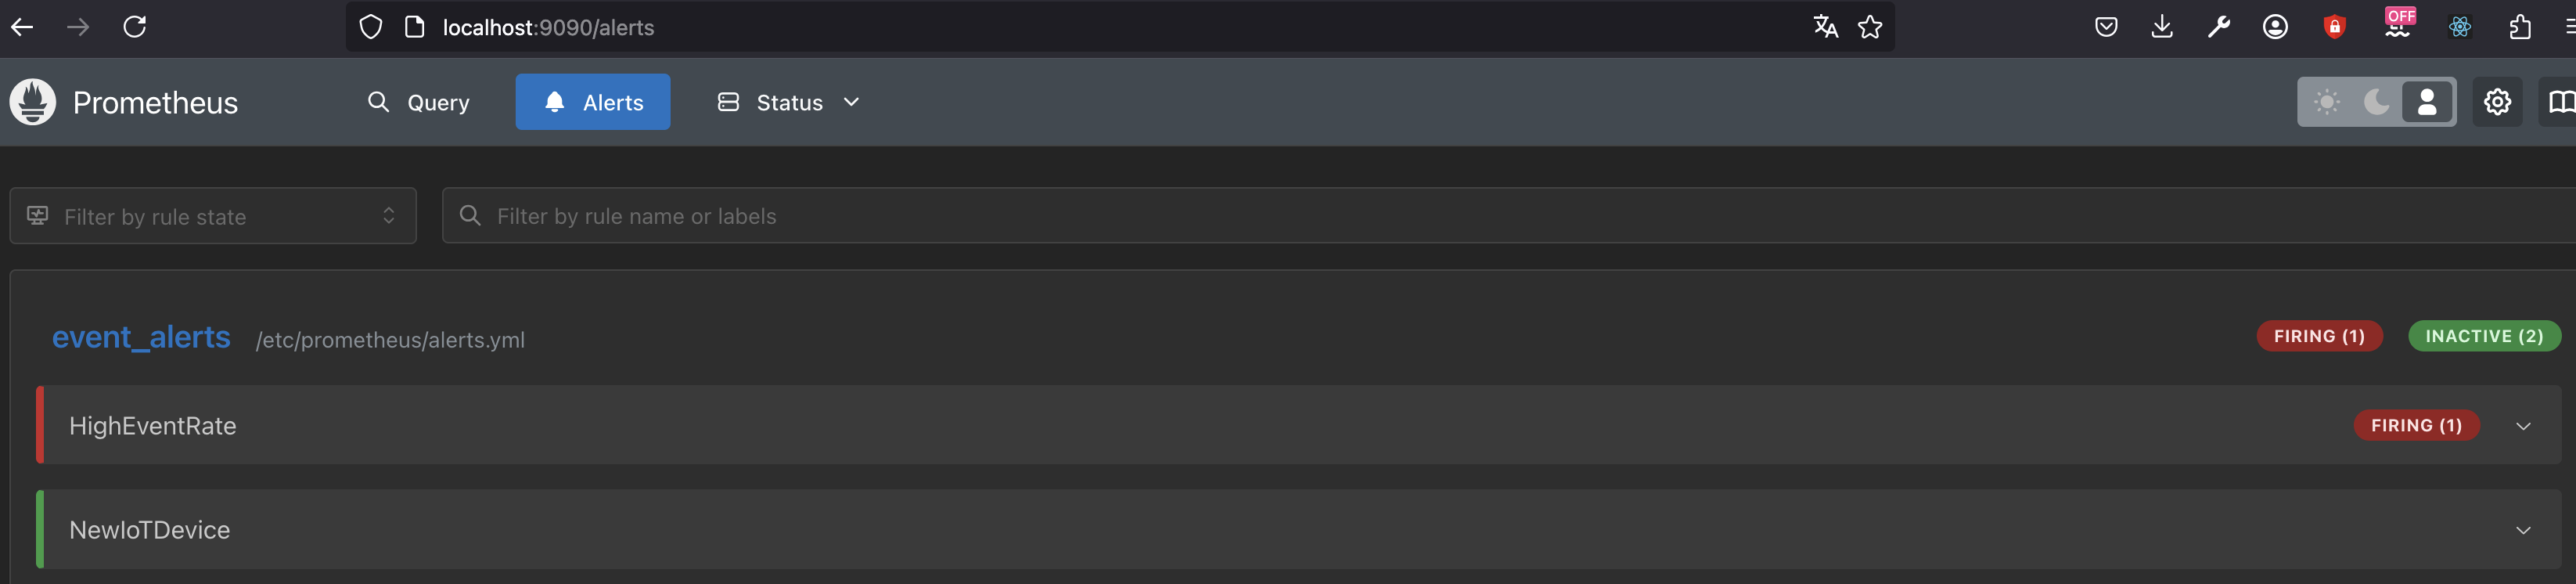 localhost:9090/alerts
OFF
Prometheus
Query
Alerts
Status
Filter by rule state
Filter by rule name or labels
event_alerts /etc/prometheus/alerts.yml
FIRING (1)
INACTIVE (2)
HighEventRate
FIRING (1)
NewIoTDevice